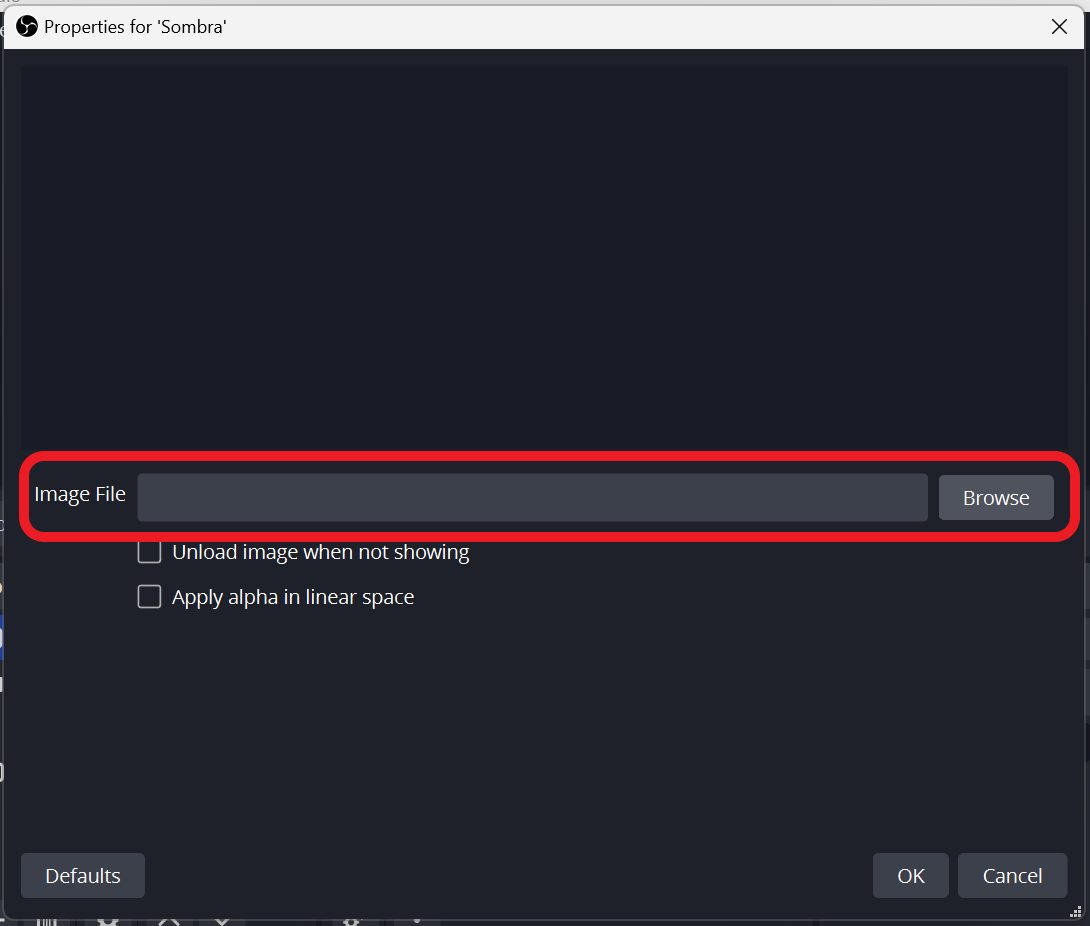 Properties for 'Sombra'
Image File
Browse
Unload image when not showing
Apply alpha in linear space
Defaults
OK
Cancel